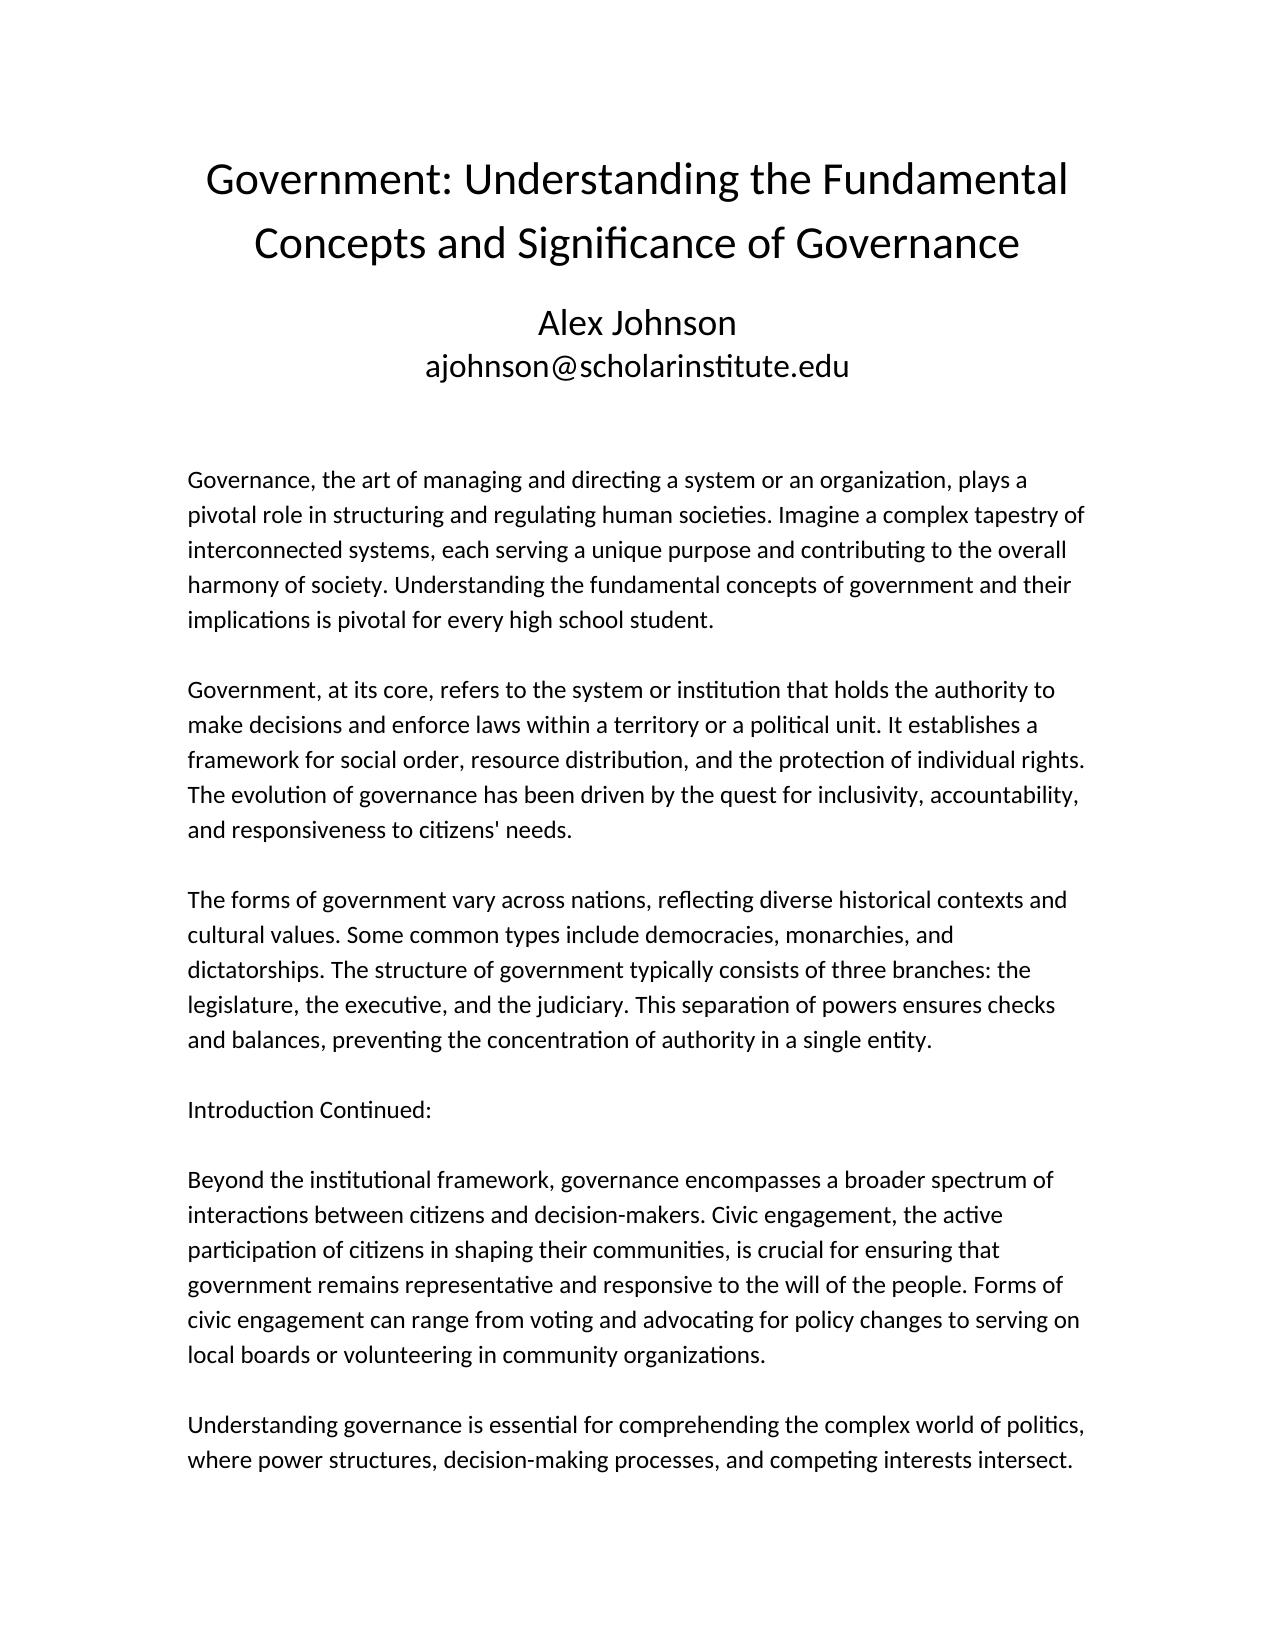 Government: Understanding the Fundamental
Concepts and Significance of Governance
Alex Johnson
ajohnson@scholarinstitute.edu
Governance, the art of managing and directing a system or an organization, plays a
pivotal role in structuring and regulating human societies. Imagine a complex tapestry of
interconnected systems, each serving a unique purpose and contributing to the overall
harmony of society. Understanding the fundamental concepts of government and their
implications is pivotal for every high school student.
Government, at its core, refers to the system or institution that holds the authority to
make decisions and enforce laws within a territory or a political unit. It establishes a
framework for social order, resource distribution, and the protection of individual rights.
The evolution of governance has been driven by the quest for inclusivity, accountability,
and responsiveness to citizens' needs.
The forms of government vary across nations, reflecting diverse historical contexts and
cultural values. Some common types include democracies, monarchies, and
dictatorships. The structure of government typically consists of three branches: the
legislature, the executive, and the judiciary. This separation of powers ensures checks
and balances, preventing the concentration of authority in a single entity.
Introduction Continued:
Beyond the institutional framework, governance encompasses a broader spectrum of
interactions between citizens and decision-makers. Civic engagement, the active
participation of citizens in shaping their communities, is crucial for ensuring that
government remains representative and responsive to the will of the people. Forms of
civic engagement can range from voting and advocating for policy changes to serving on
local boards or volunteering in community organizations.
Understanding governance is essential for comprehending the complex world of politics,
where power structures, decision-making processes, and competing interests intersect.